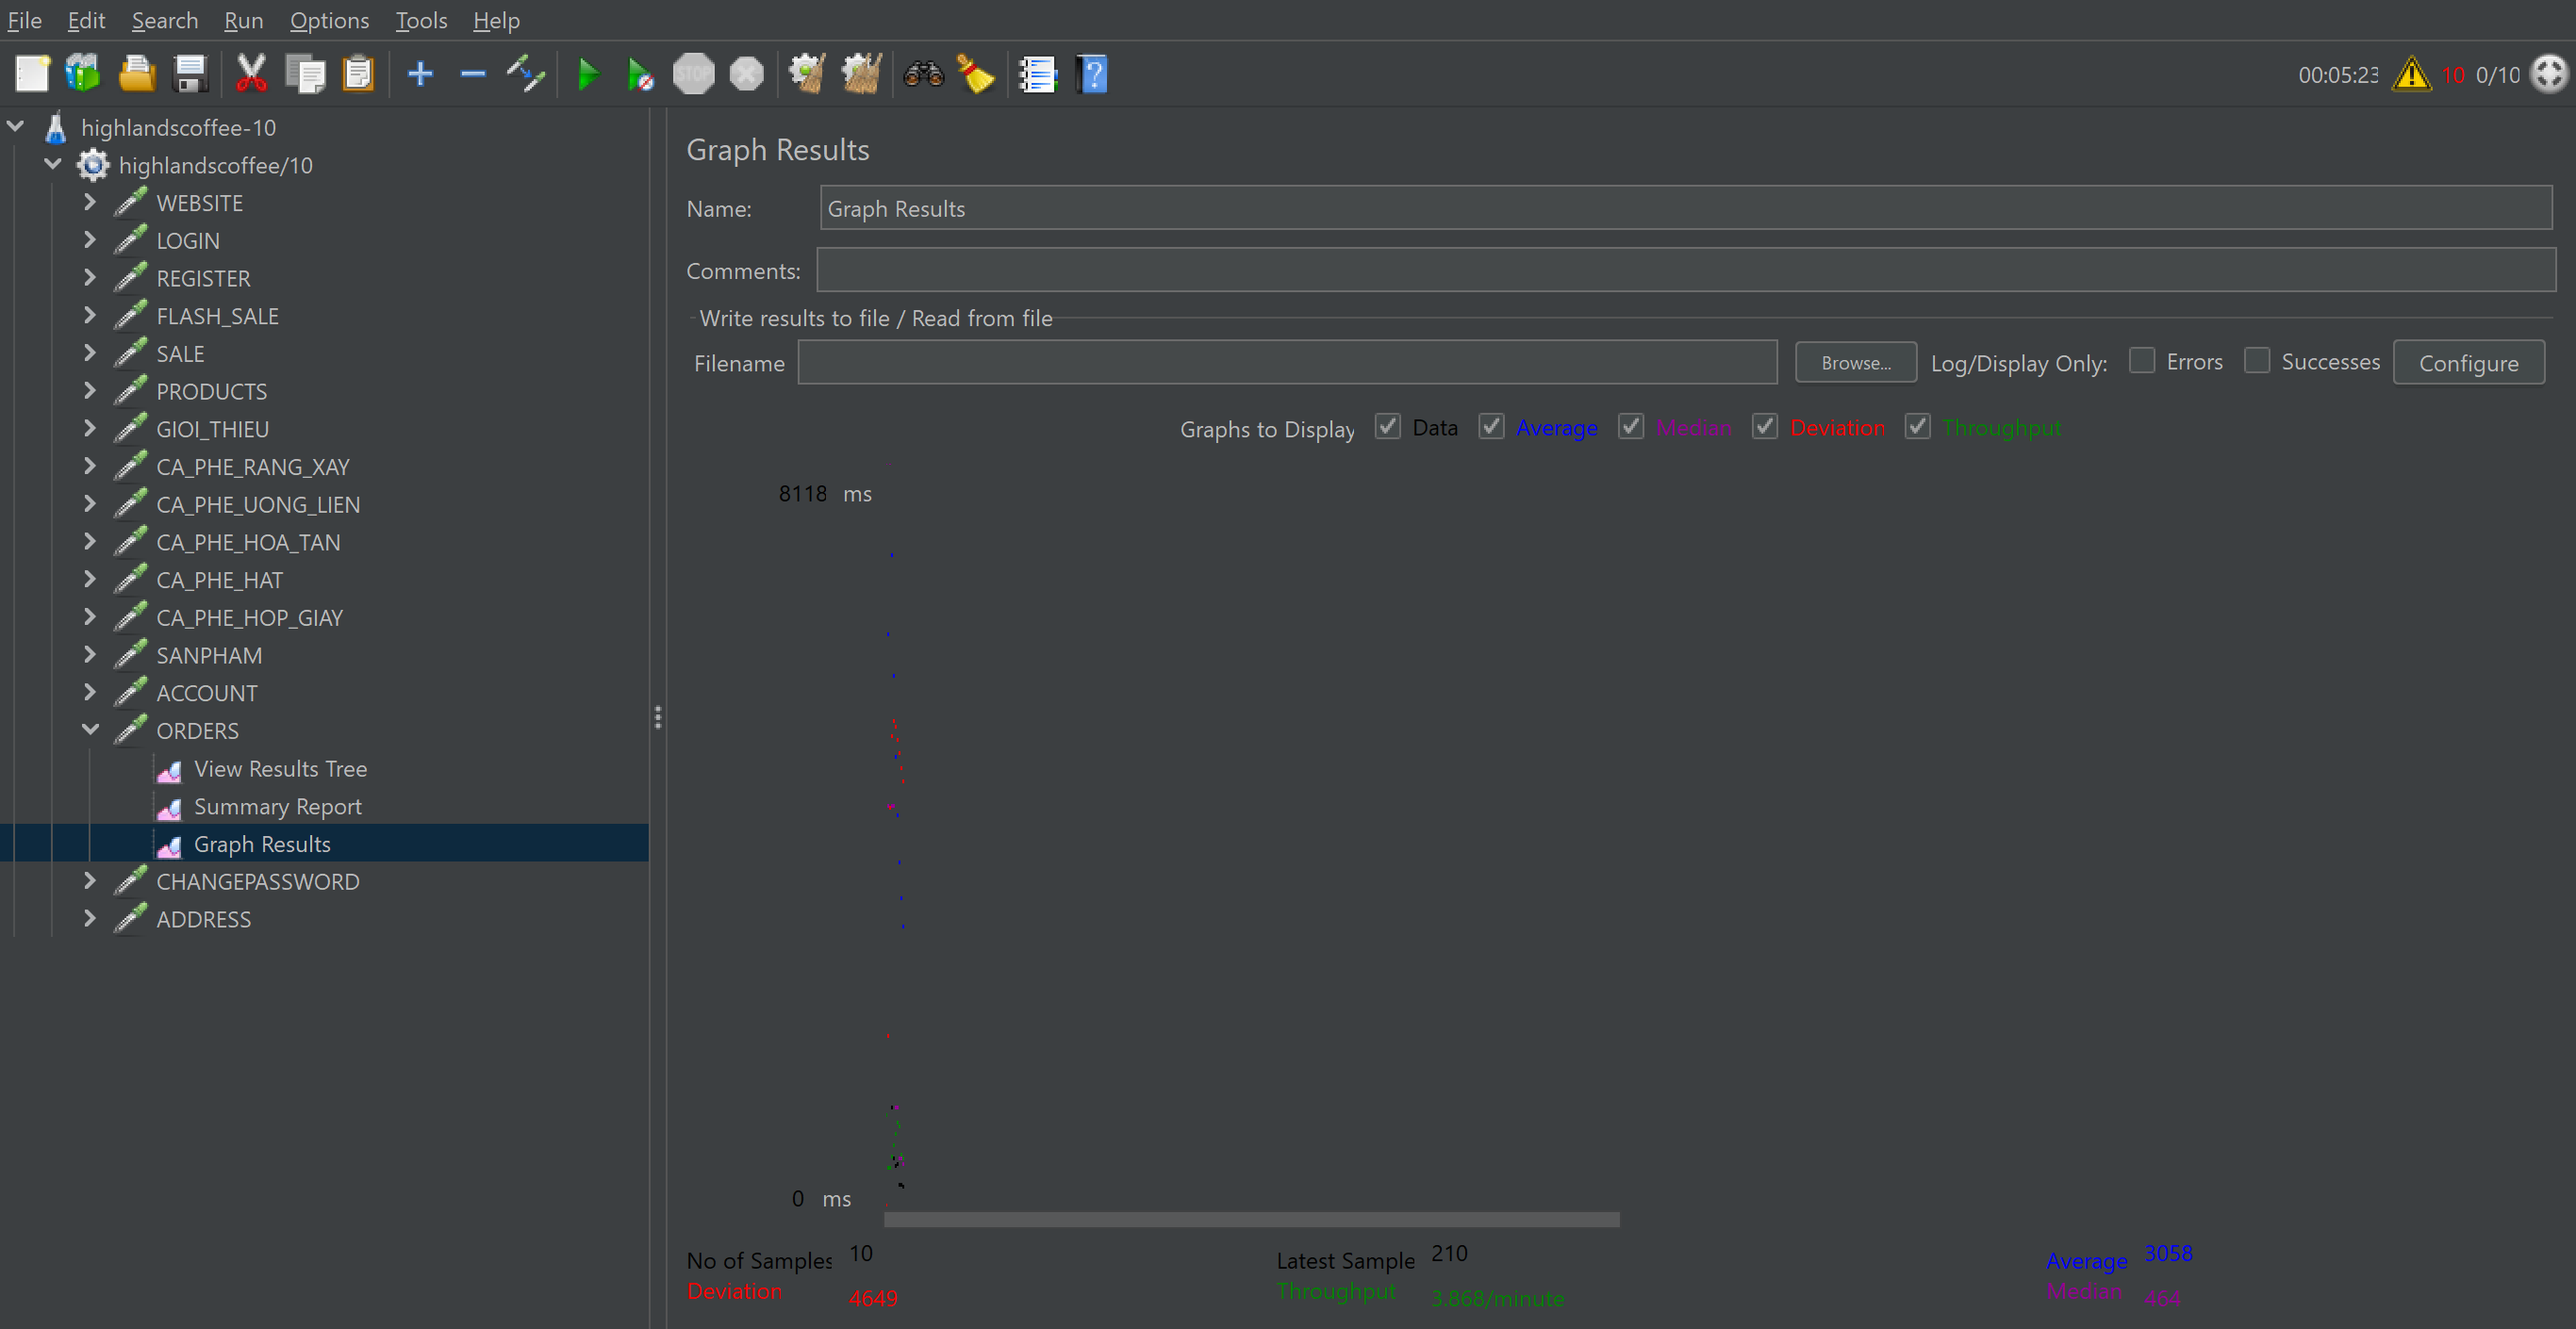 File Edit Search Run Options Tools Help
STOP
00:05:23 10 0/10
highlandscoffee-10
highlandscoffee/10
WEBSITE
LOGIN
REGISTER
FLASH_SALE
SALE
PRODUCTS
GIOI_THIEU
CA_PHE_RANG_XAY
CA_PHE_UONG_LIEN
CA_PHE_HOA_TAN
CA_PHE_HAT
CA_PHE_HOP_GIAY
SANPHAM
ACCOUNT
ORDERS
View Results Tree
Summary Report
Graph Results
CHANGEPASSWORD
ADDRESS
Graph Results
Name: Graph Results
Comments:
Write results to file / Read from file
Filename Browse... Log/Display Only: Errors Successes Configure
Graphs to Display Data Average Median Deviation Throughput
8118 ms
0 ms
No of Samples 10 Latest Sample 210 Average 3058
Deviation 4649 Throughput 3.868/minute Median 464